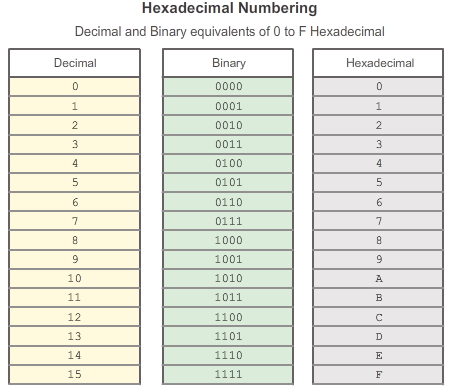 Hexadecimal Numbering
Decimal and Binary equivalents of 0 to F Hexadecimal
Decimal Binary Hexadecimal
0 0000 0
1 0001 1
2 0010 2
3 0011 3
4 0100 4
5 0101 5
6 0110 6
7 0111 7
8 1000 8
9 1001 9
10 1010 A
11 1011 B
12 1100 C
13 1101 D
14 1110 E
15 1111 F